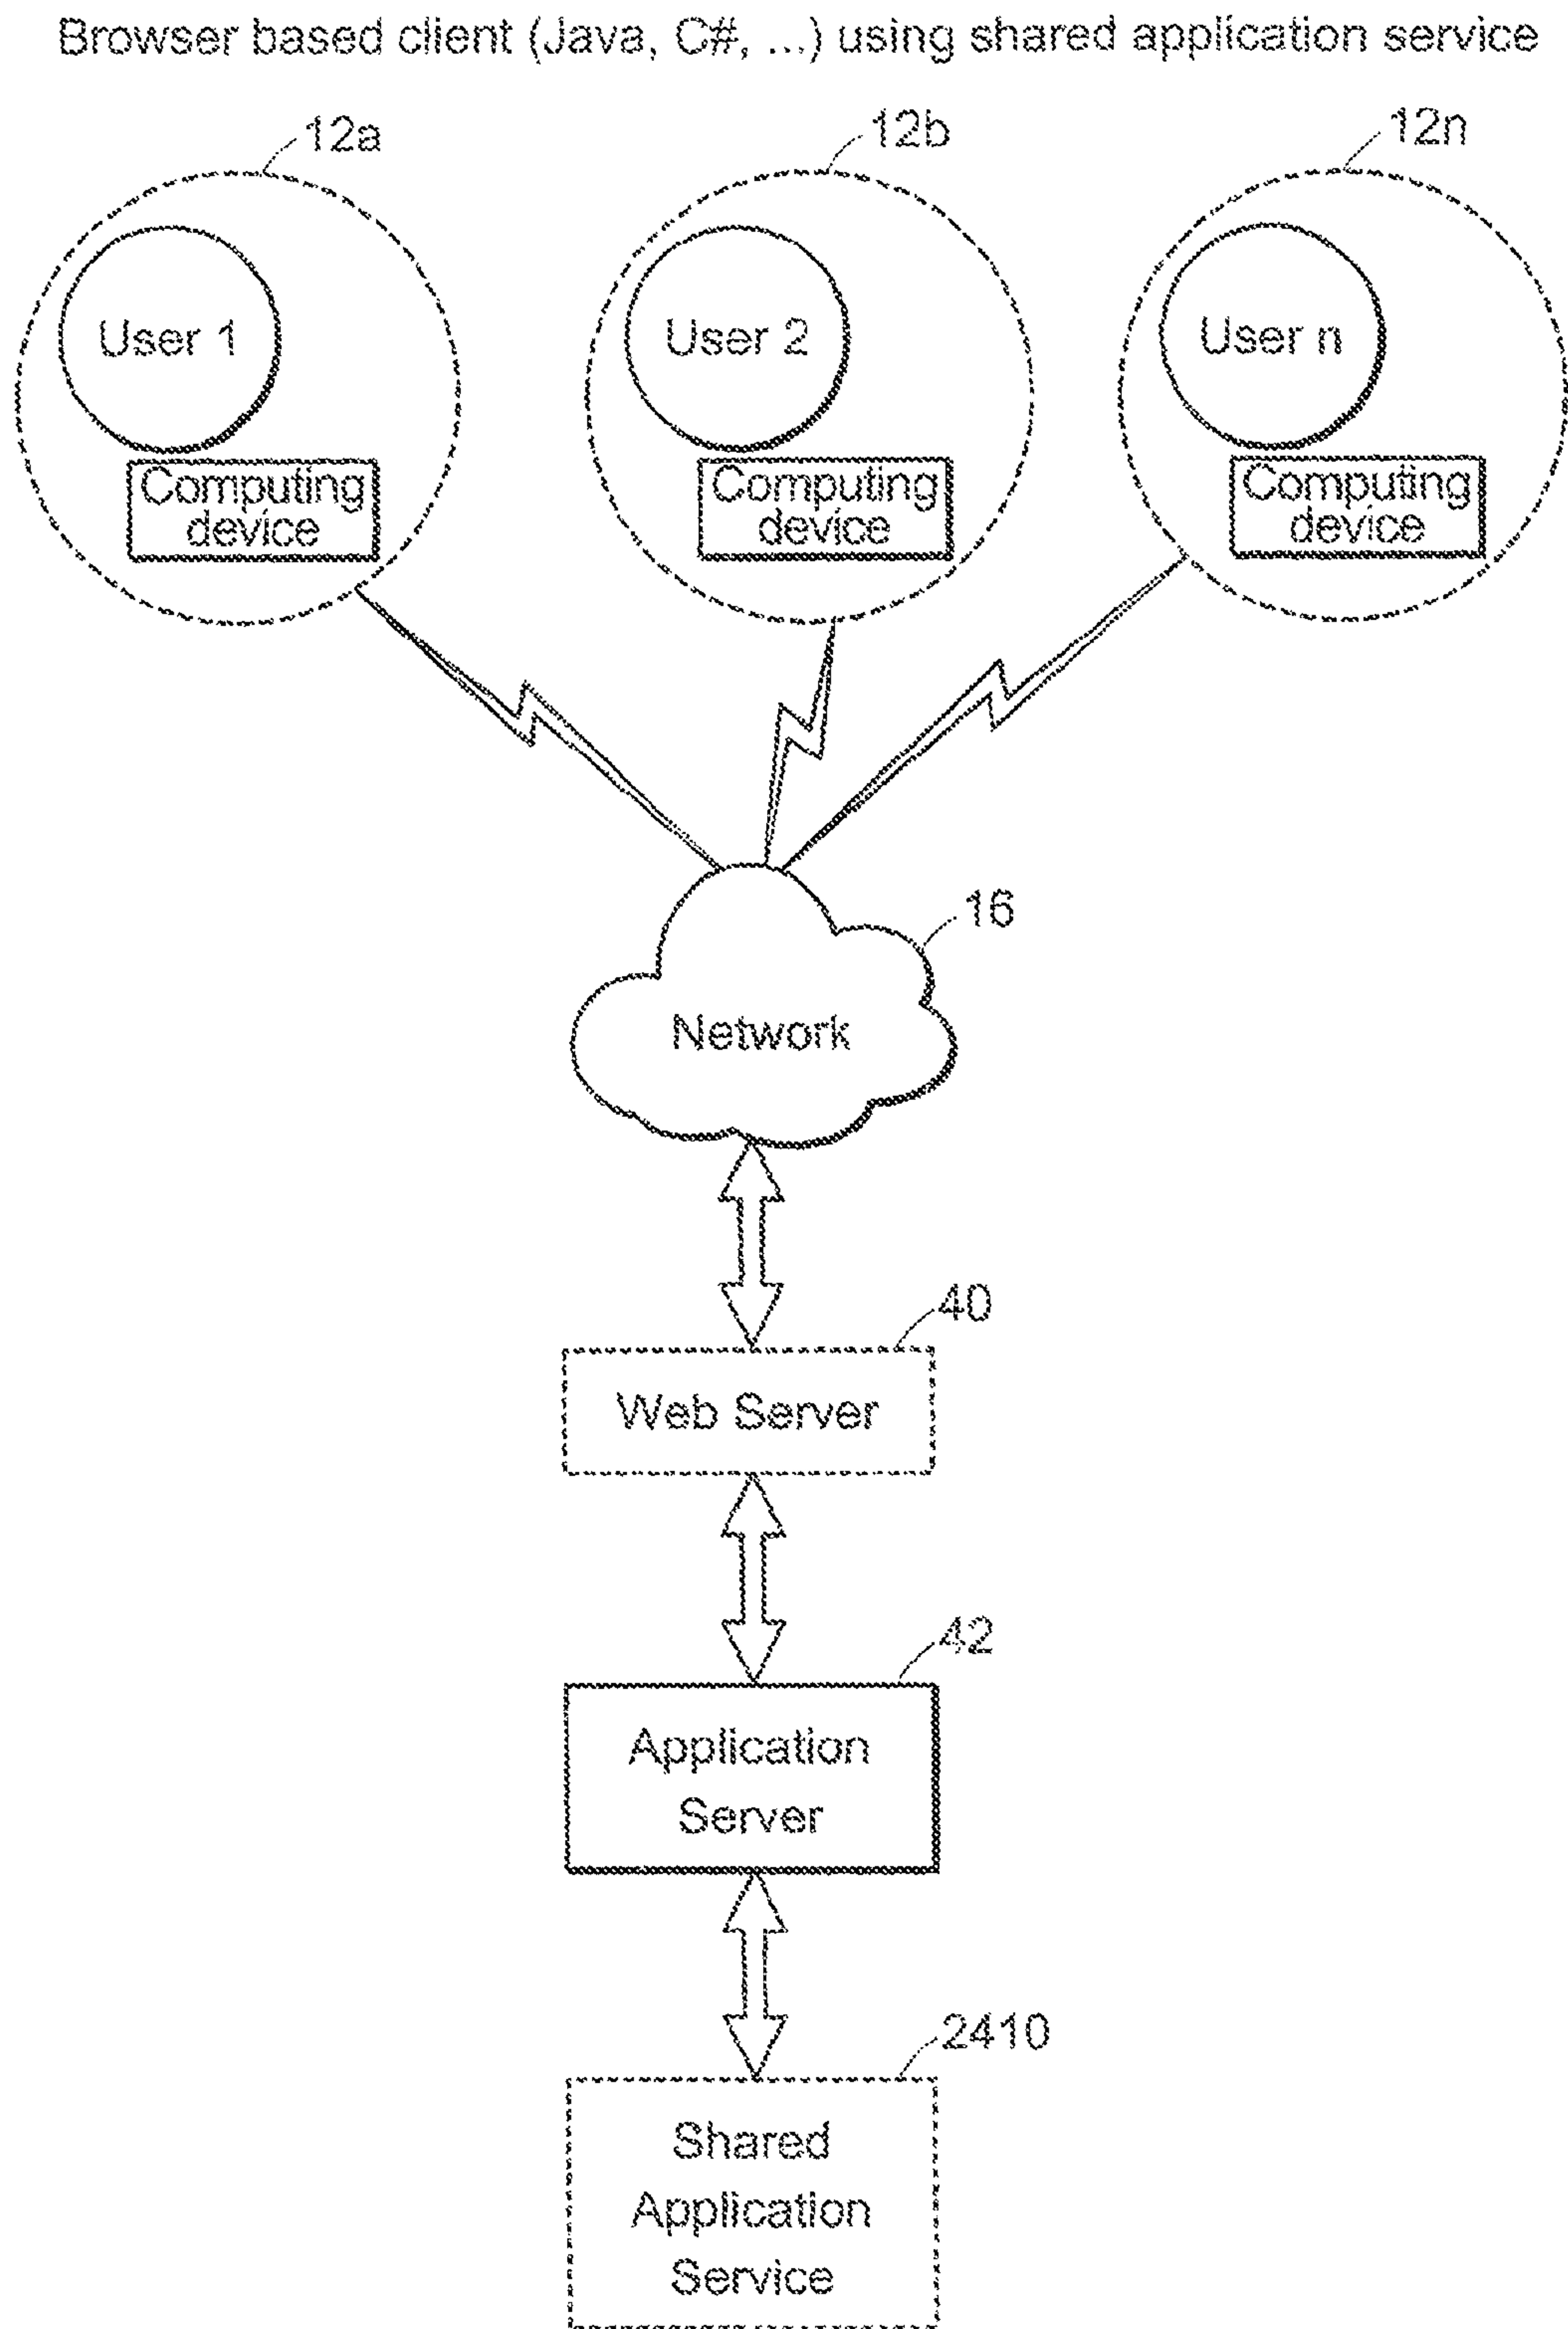 Browser based client (Java, C#, ...) using shared application service
12a
12b
12n
User 1
User 2
User n
Computing
device
Computing
device
Computing
device
16
Network
40
Web Server
42
Application
Server
2410
Shared
Application
Service